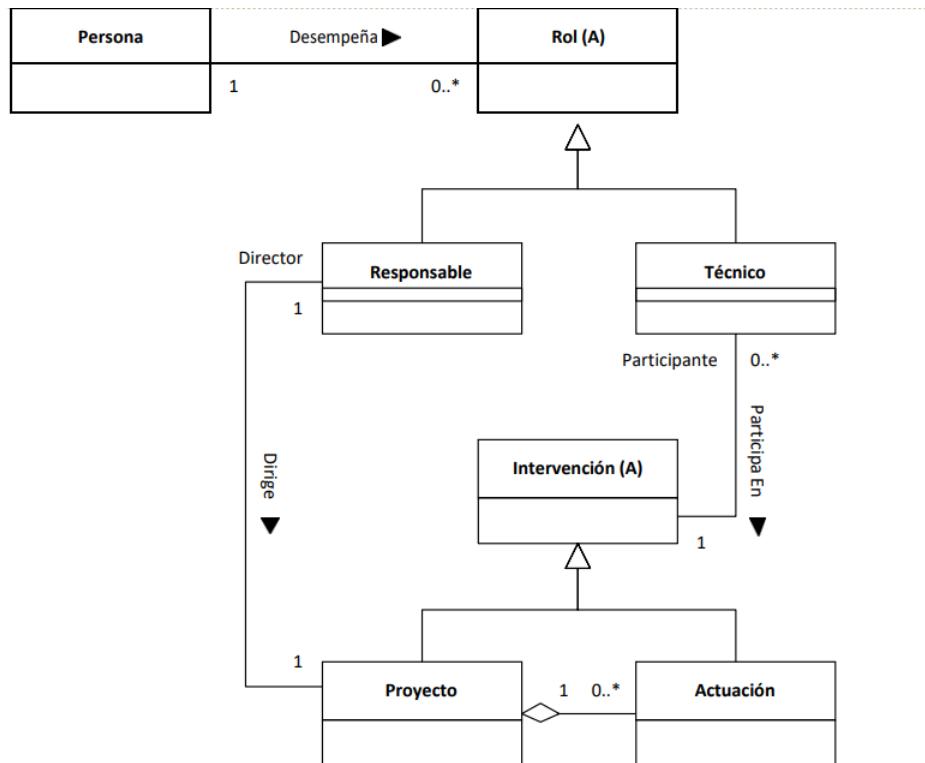 Persona
Desempeña
Rol (A)
1
0..*
Director
Responsable
Técnico
1
Participante
0..*
Participa En
Dirige
Intervención (A)
1
1
Proyecto
1
0..*
Actuación